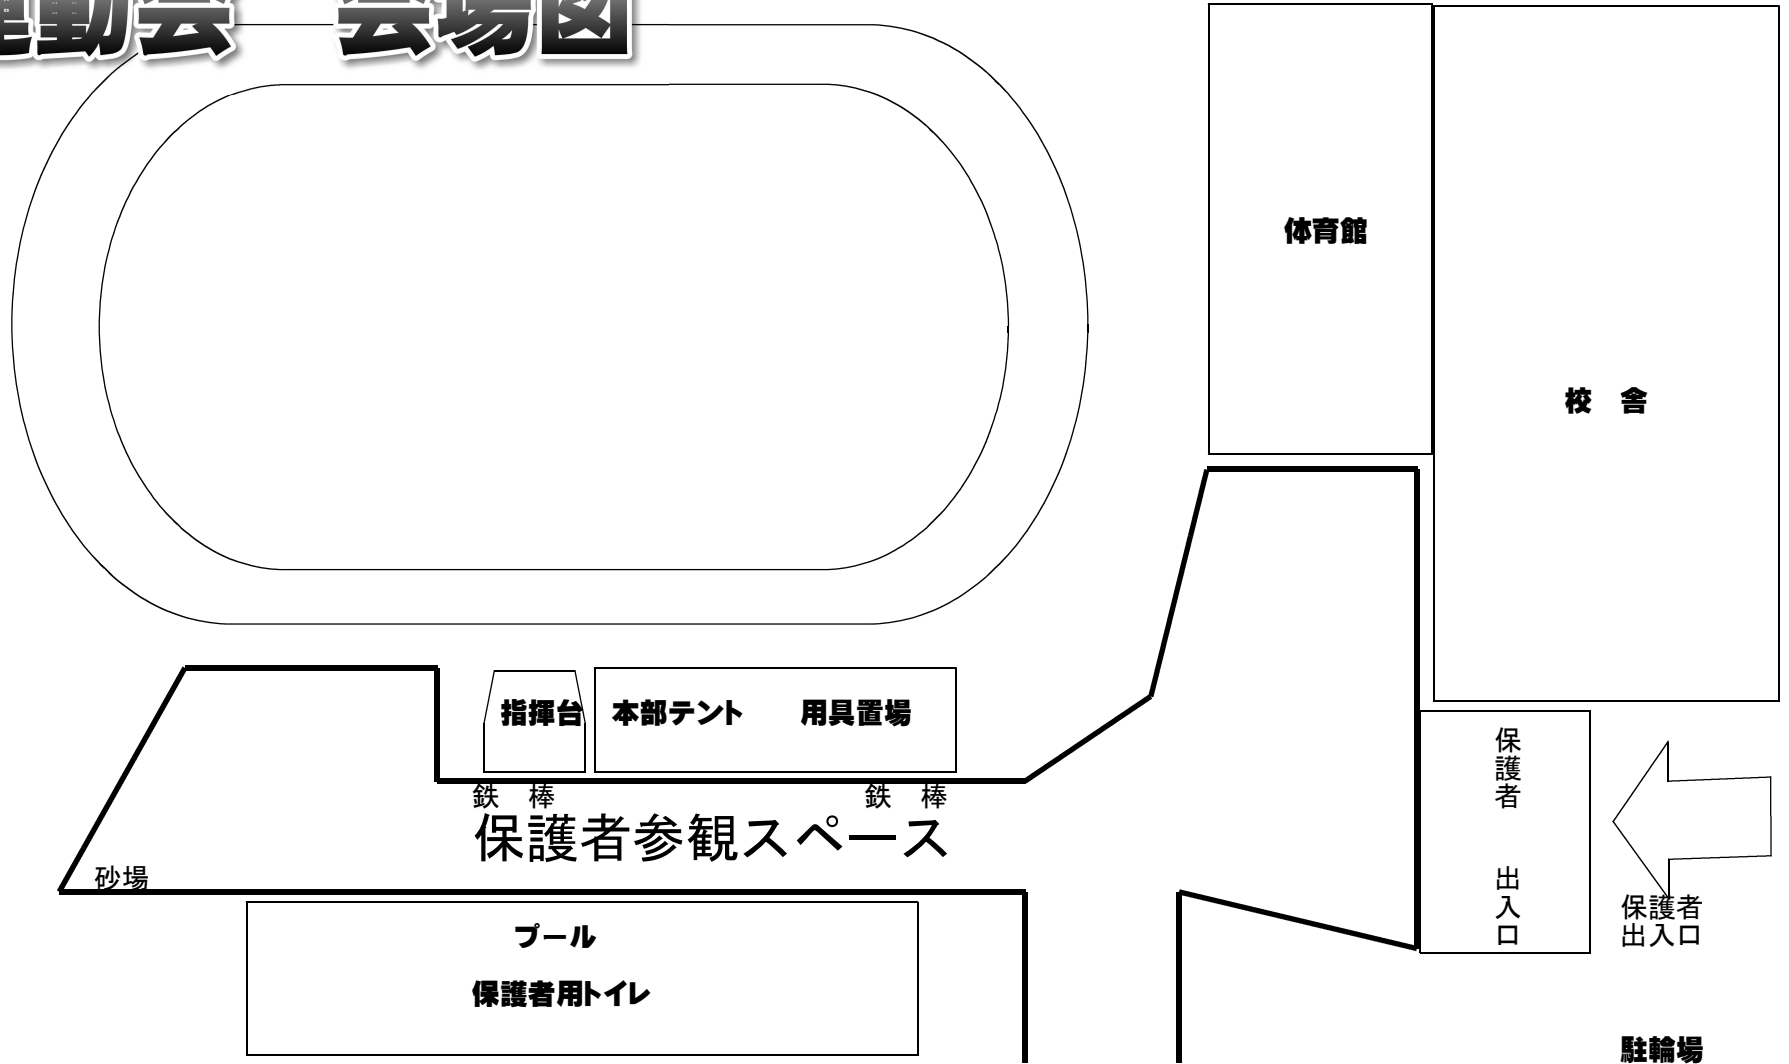 運動会　会場図
体育館
校　舎
指揮台
本部テント　　用具置場
鉄　棒
鉄　棒
保護者参観スペース
砂場
プール
保護者用トイレ
保護者　出入口
保護者
出入口
駐輪場